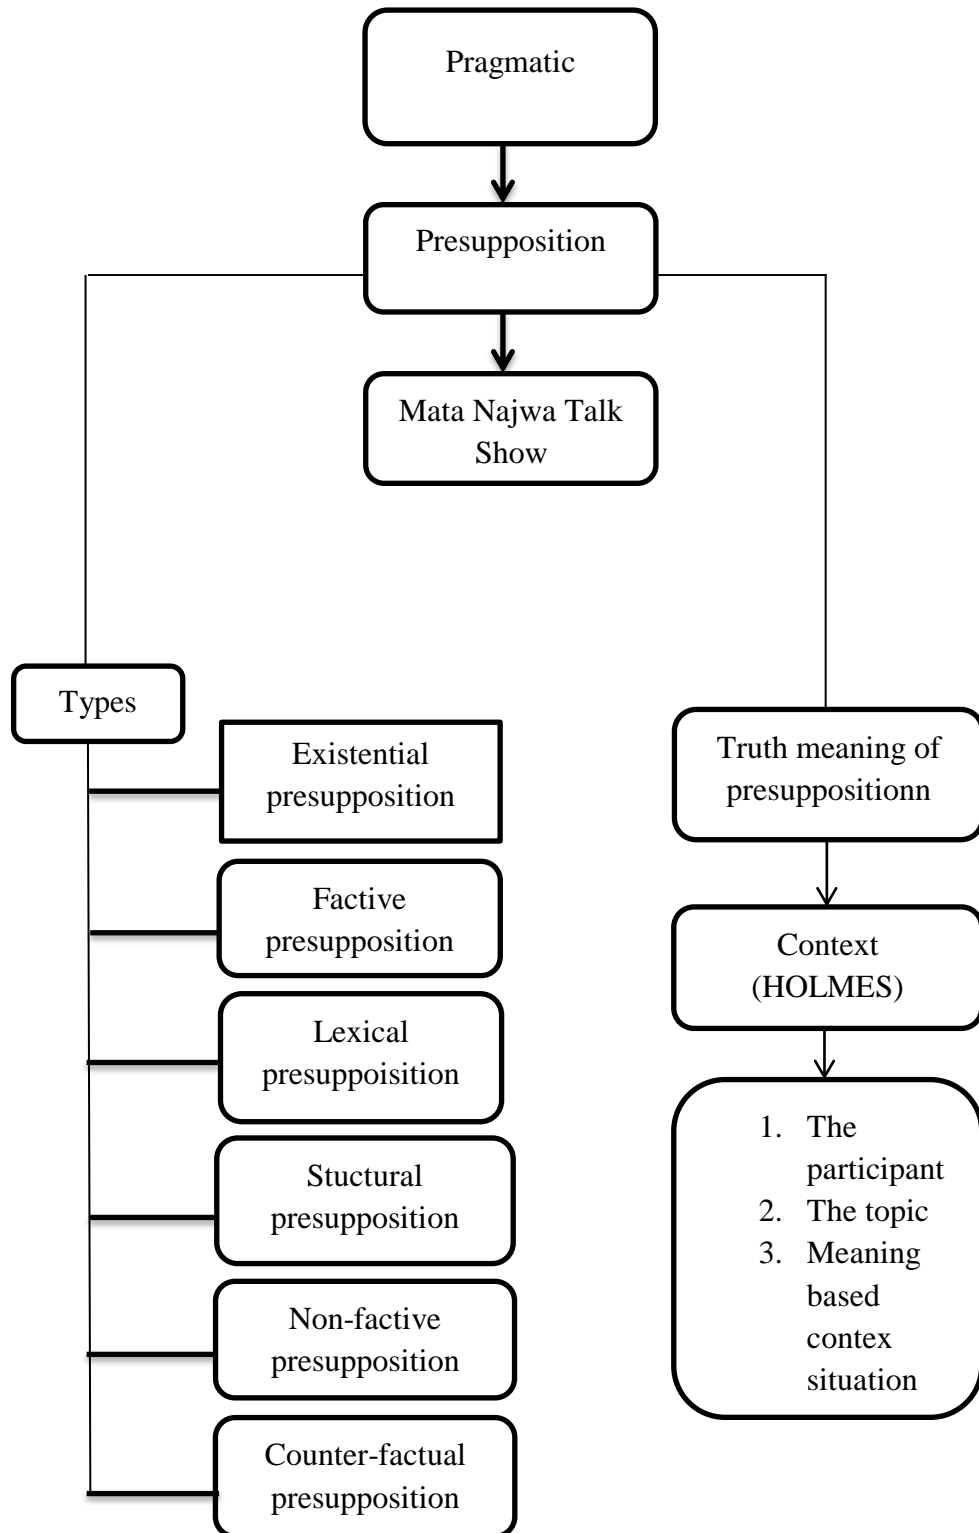 Pragmatic
Presupposition
Mata Najwa Talk
Show
Types
Existential
presupposition
Factive
presupposition
Lexical
presuppoisition
Stuctural
presupposition
Non-factive
presupposition
Counter-factual
presupposition
Truth meaning of
presuppositionn
Context
(HOLMES)
1. The
participant
2. The topic
3. Meaning
based
contex
situation